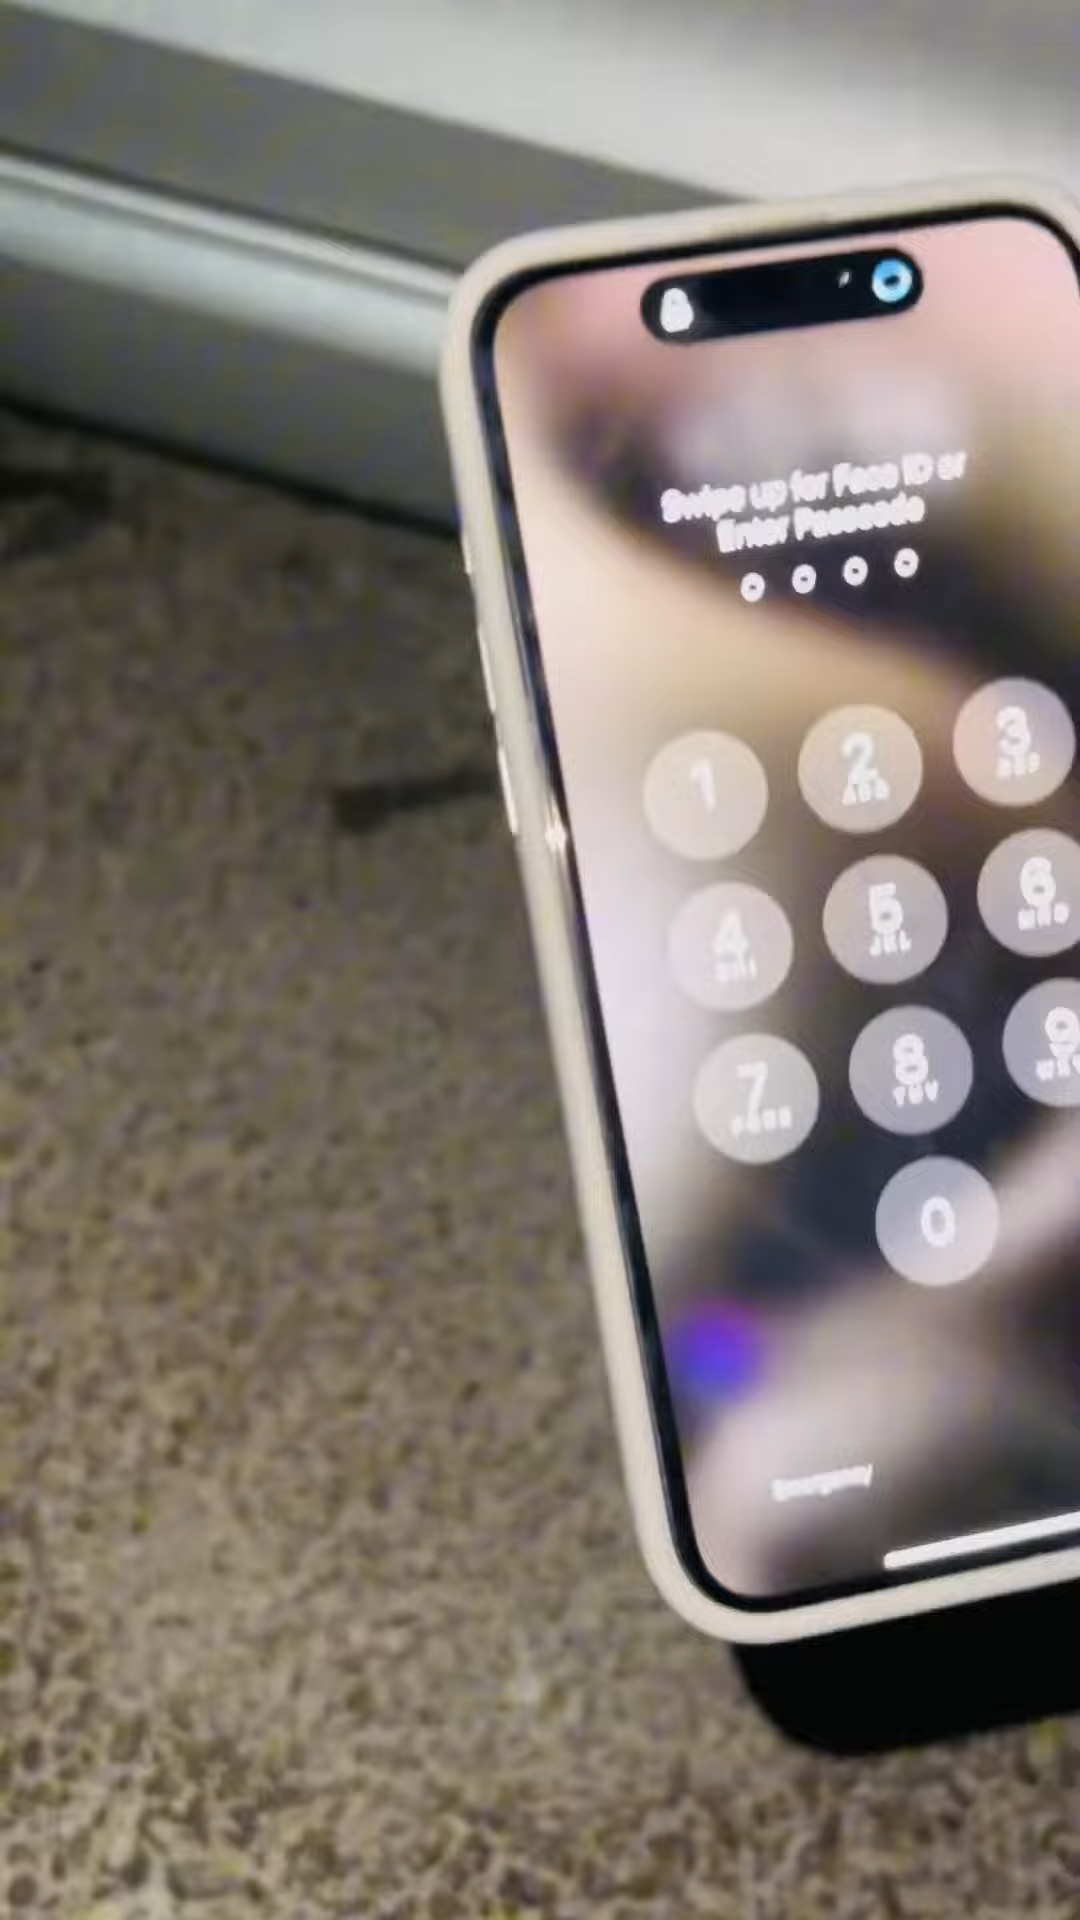 Swipe up for Face ID or
Enter Passcode
1
2
ABC
3
DEF
4
GHI
5
JKL
6
MNO
7
PQRS
8
TUV
9
0
Emergency